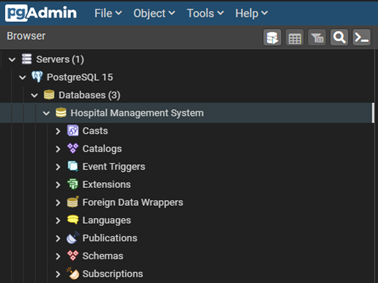 pgAdmin File Object Tools Help
Browser
Servers (1)
PostgreSQL 15
Databases (3)
Hospital Management System
Casts
Catalogs
Event Triggers
Extensions
Foreign Data Wrappers
Languages
Publications
Schemas
Subscriptions